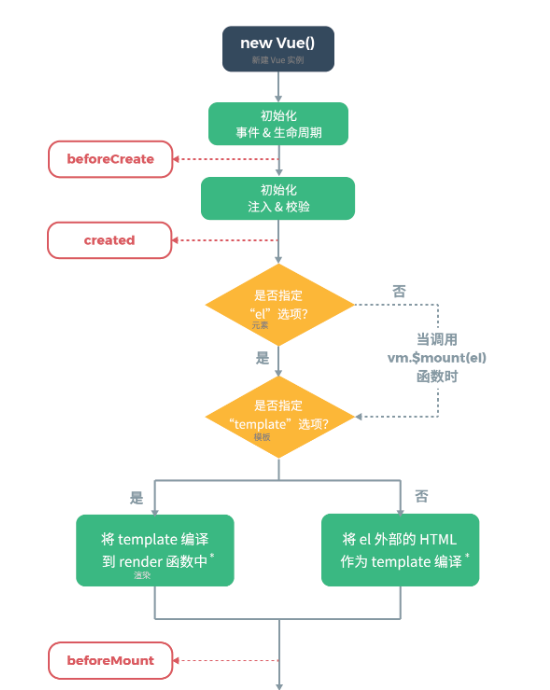 new Vue()
新建 Vue 实例
初始化
事件 & 生命周期
beforeCreate
初始化
注入 & 校验
created
是否指定
“el”选项?
元素
否
当调用
vm.$mount(el)
函数时
是
是否指定
“template”选项?
模板
是
否
将 template 编译
到 render 函数中*
渲染
将 el 外部的 HTML
作为 template 编译*
beforeMount